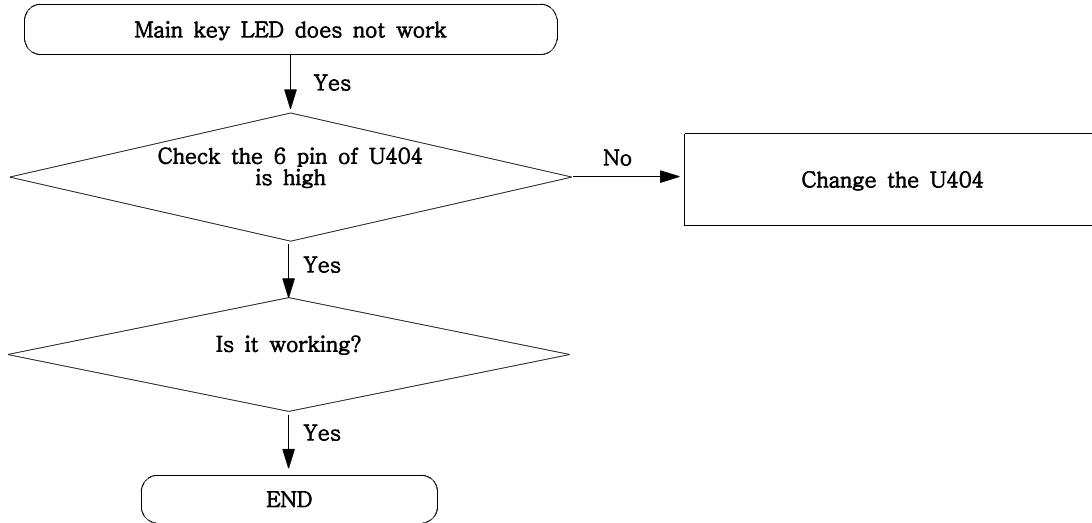 Main key LED does not work
Yes
Check the 6 pin of U404
is high
No
Change the U404
Yes
Is it working?
Yes
END